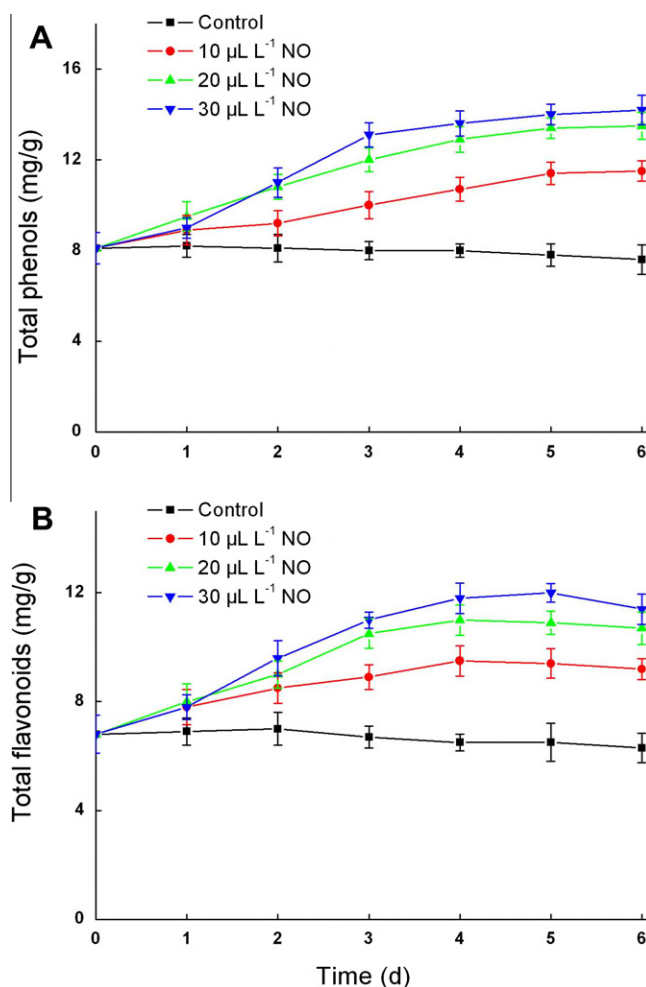 A
Control
10 µL L⁻¹ NO
20 µL L⁻¹ NO
30 µL L⁻¹ NO
Total phenols (mg/g)
16
12
8
4
0
0 1 2 3 4 5 6
B
Control
10 µL L⁻¹ NO
20 µL L⁻¹ NO
30 µL L⁻¹ NO
Total flavonoids (mg/g)
12
8
4
0
0 1 2 3 4 5 6
Time (d)